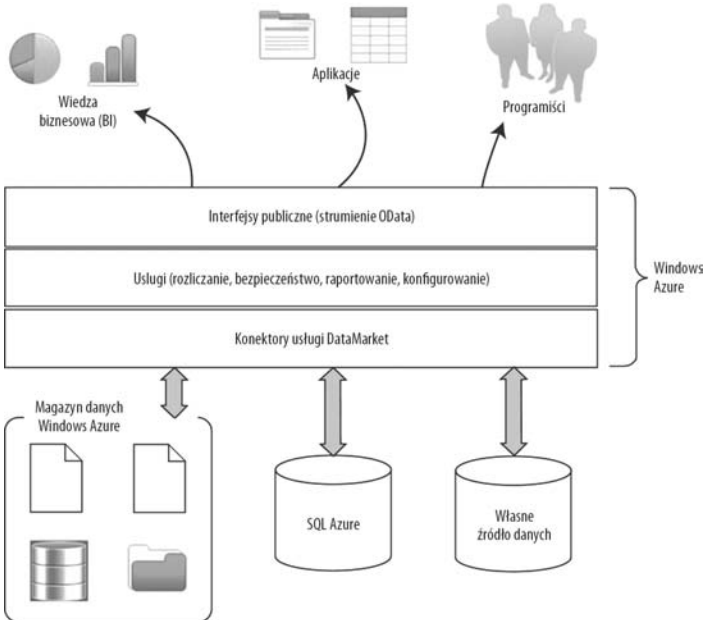 Wiedza
biznesowa (BI)
Aplikacje
Programiści
Interfejsy publiczne (strumienie OData)
Usługi (rozliczanie, bezpieczeństwo, raportowanie, konfigurowanie)
Konektory usługi DataMarket
Windows
Azure
Magazyn danych
Windows Azure
SQL Azure
Własne
źródło danych